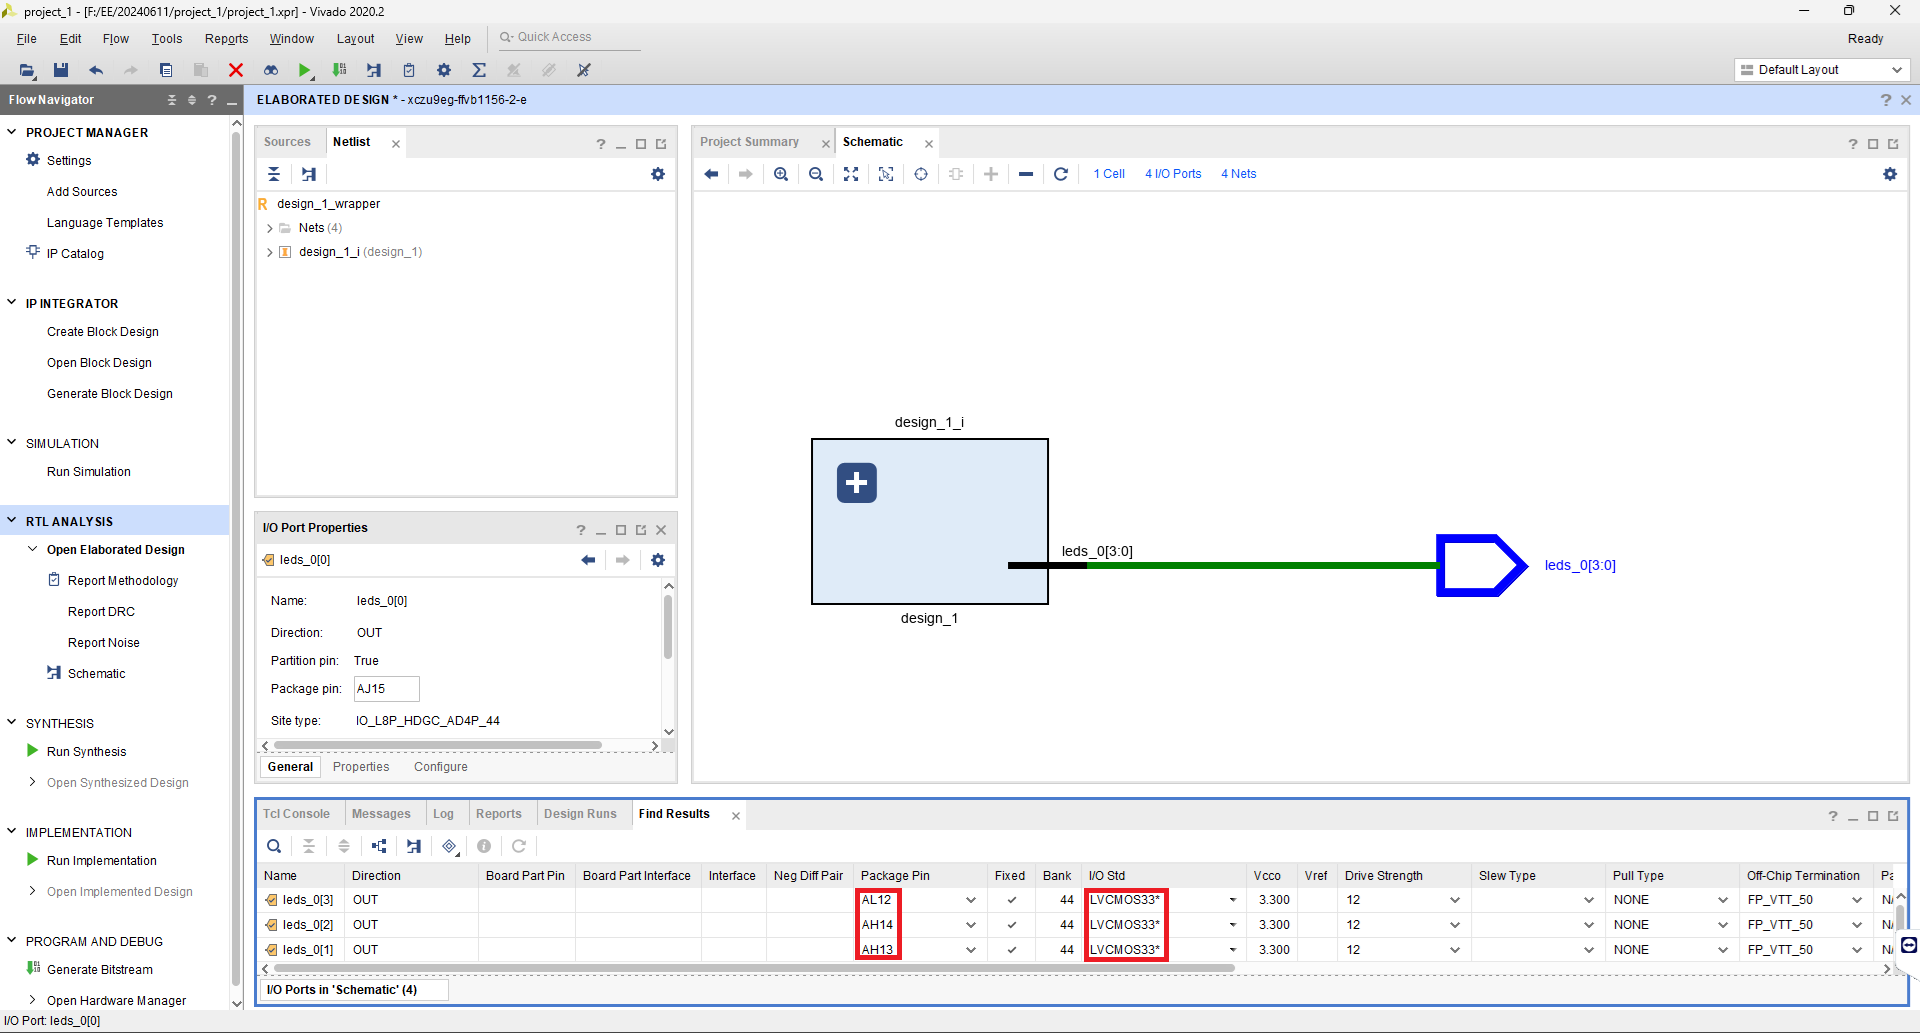 project_1 - [F:/EE/20240611/project_1/project_1.xpr] - Vivado 2020.2
File Edit Flow Tools Reports Window Layout View Help Quick Access Ready
Default Layout
Flow Navigator
ELABORATED DESIGN * - xczu9eg-ffvb1156-2-e
PROJECT MANAGER
Settings
Add Sources
Language Templates
IP Catalog
IP INTEGRATOR
Create Block Design
Open Block Design
Generate Block Design
SIMULATION
Run Simulation
RTL ANALYSIS
Open Elaborated Design
Report Methodology
Report DRC
Report Noise
Schematic
SYNTHESIS
Run Synthesis
Open Synthesized Design
IMPLEMENTATION
Run Implementation
Open Implemented Design
PROGRAM AND DEBUG
Generate Bitstream
Open Hardware Manager
Sources Netlist
design_1_wrapper
Nets (4)
design_1_i (design_1)
I/O Port Properties
leds_0[0]
Name: leds_0[0]
Direction: OUT
Partition pin: True
Package pin: AJ15
Site type: IO_L8P_HDGC_AD4P_44
General Properties Configure
Project Summary Schematic
1 Cell 4 I/O Ports 4 Nets
design_1_i
leds_0[3:0]
leds_0[3:0]
design_1
Tcl Console Messages Log Reports Design Runs Find Results
Name Direction Board Part Pin Board Part Interface Interface Neg Diff Pair Package Pin Fixed Bank I/O Std Vcco Vref Drive Strength Slew Type Pull Type Off-Chip Termination Pa
leds_0[3] OUT AL12 44 LVCMOS33* 3.300 12 NONE FP_VTT_50 N/
leds_0[2] OUT AH14 44 LVCMOS33* 3.300 12 NONE FP_VTT_50 N/
leds_0[1] OUT AH13 44 LVCMOS33* 3.300 12 NONE FP_VTT_50 N/
I/O Ports in 'Schematic' (4)
I/O Port: leds_0[0]